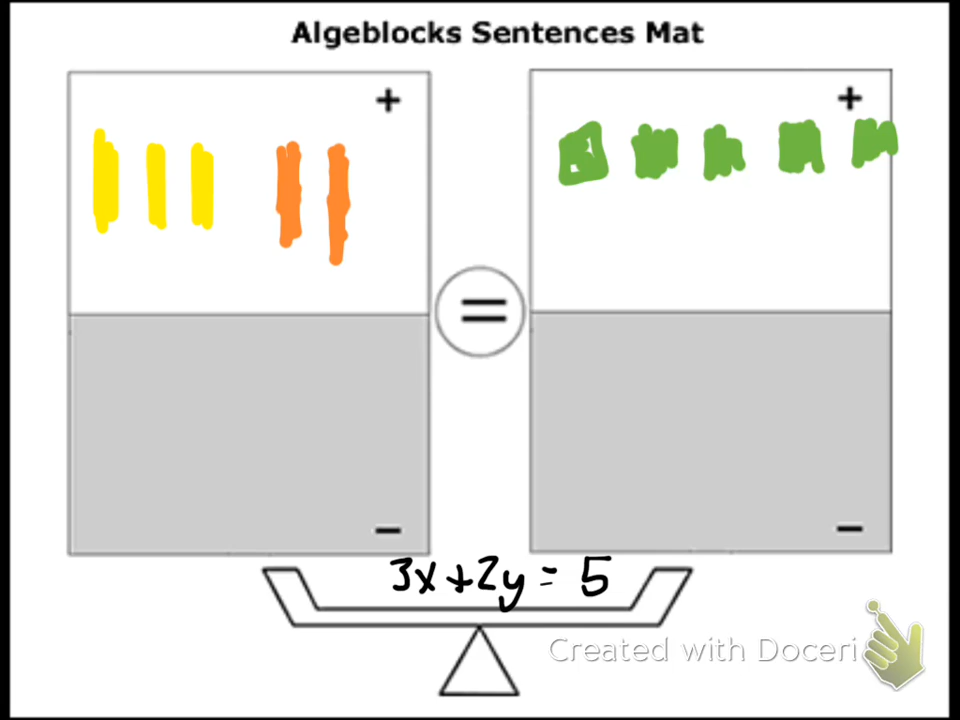 Algeblocks Sentences Mat
+ +
=
− −
3x+2y = 5
Created with Doceri